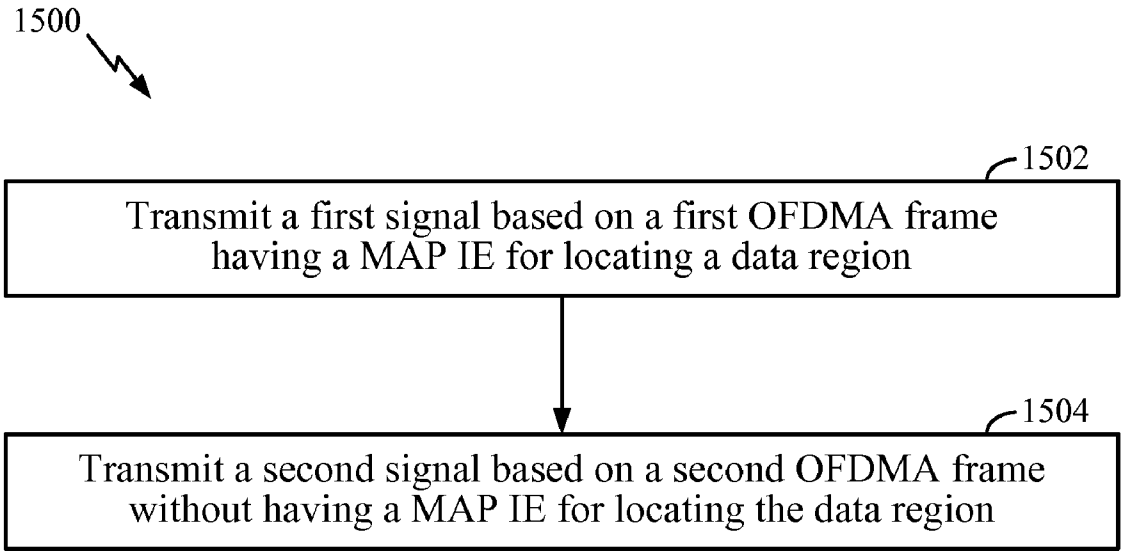 1500
1502
Transmit a first signal based on a first OFDMA frame
having a MAP IE for locating a data region
1504
Transmit a second signal based on a second OFDMA frame
without having a MAP IE for locating the data region